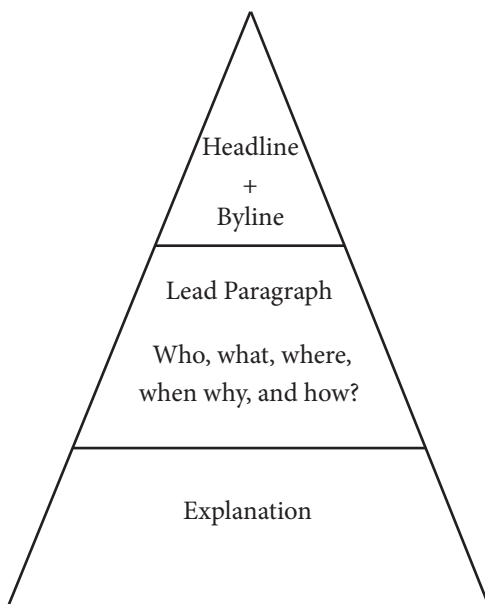 Headline
+
Byline
Lead Paragraph
Who, what, where,
when why, and how?
Explanation